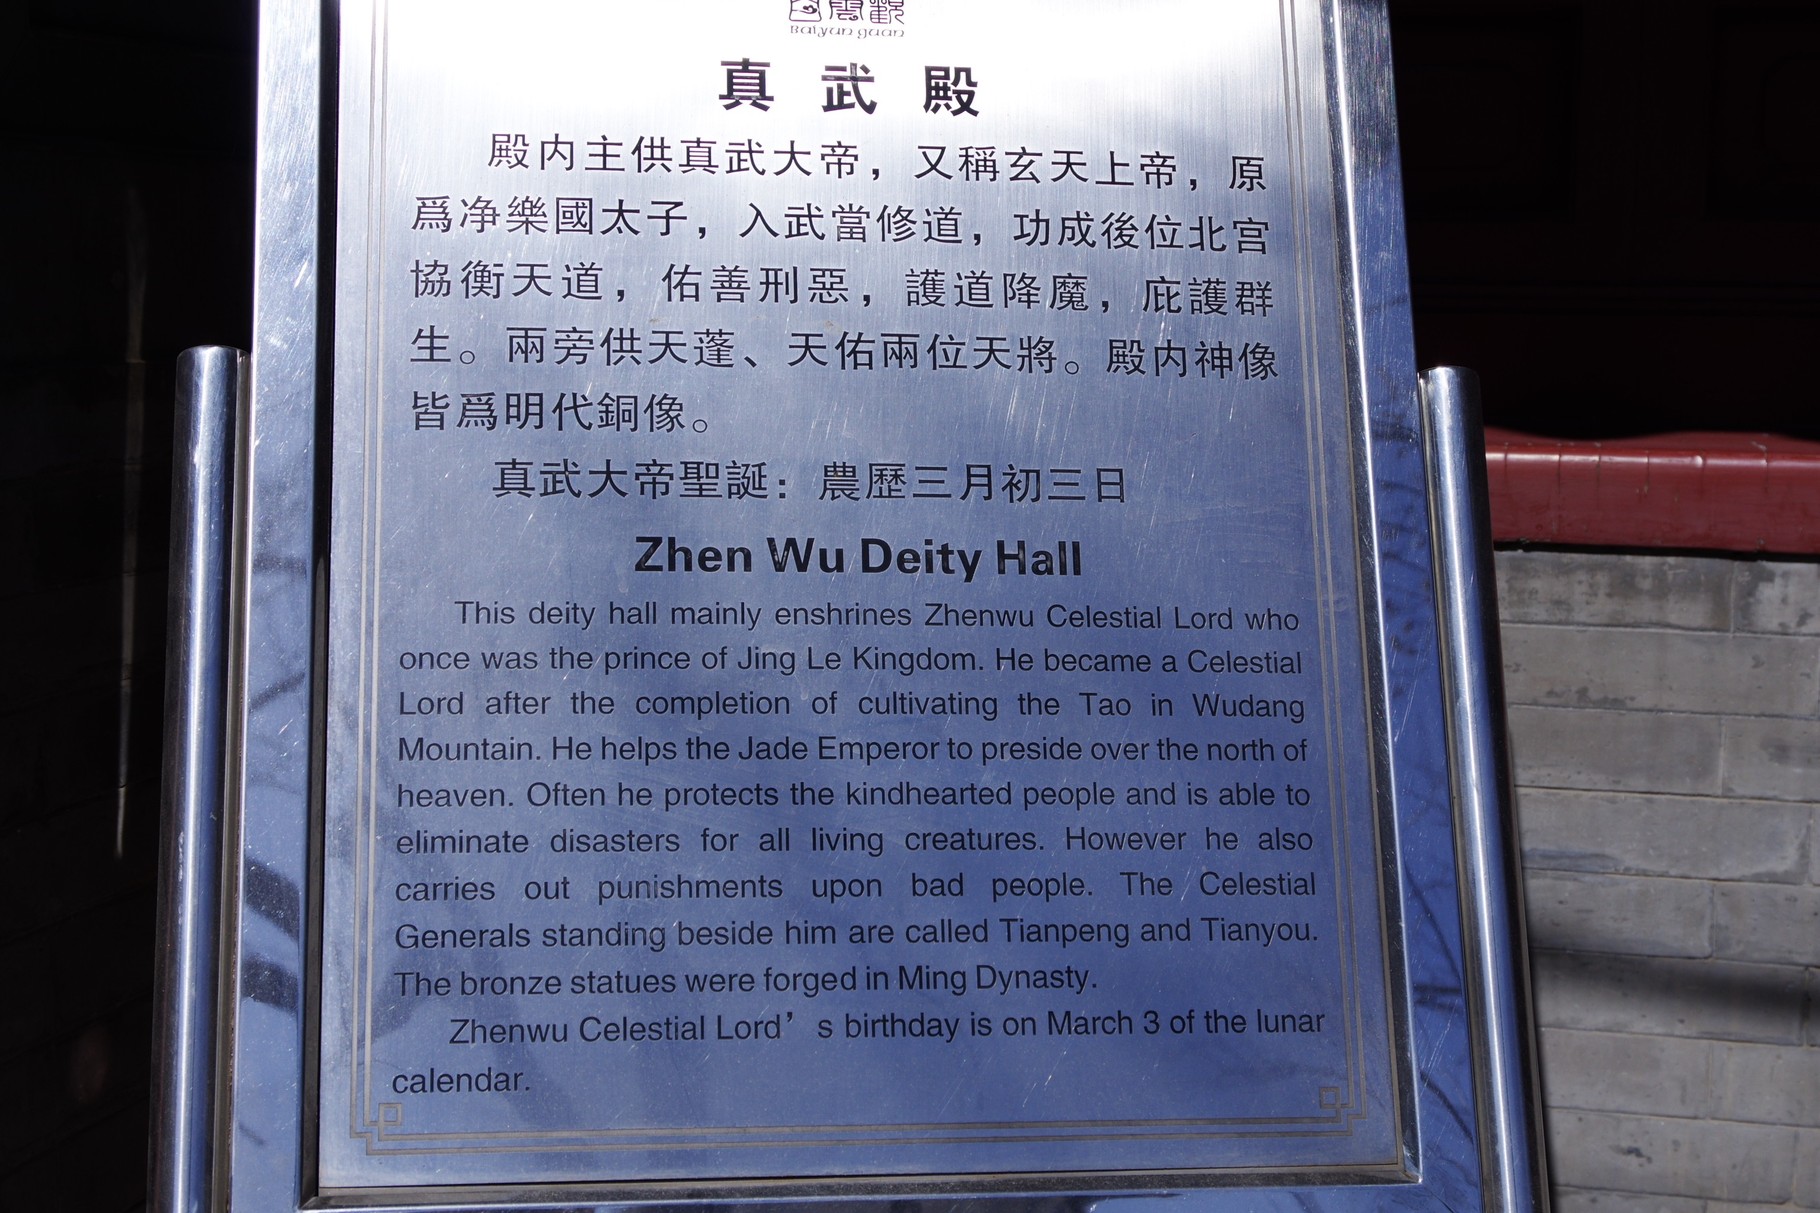 白雲觀
Baiyun guan
真武殿
殿内主供真武大帝，又稱玄天上帝，原
爲净樂國太子，入武當修道，功成後位北宫
協衡天道，佑善刑惡，護道降魔，庇護群
生。兩旁供天蓬、天佑兩位天將。殿内神像
皆爲明代銅像。
真武大帝聖誕：農歷三月初三日
Zhen Wu Deity Hall
This deity hall mainly enshrines Zhenwu Celestial Lord who
once was the prince of Jing Le Kingdom. He became a Celestial
Lord after the completion of cultivating the Tao in Wudang
Mountain. He helps the Jade Emperor to preside over the north of
heaven. Often he protects the kindhearted people and is able to
eliminate disasters for all living creatures. However he also
carries out punishments upon bad people. The Celestial
Generals standing beside him are called Tianpeng and Tianyou.
The bronze statues were forged in Ming Dynasty.
Zhenwu Celestial Lord’s birthday is on March 3 of the lunar
calendar.